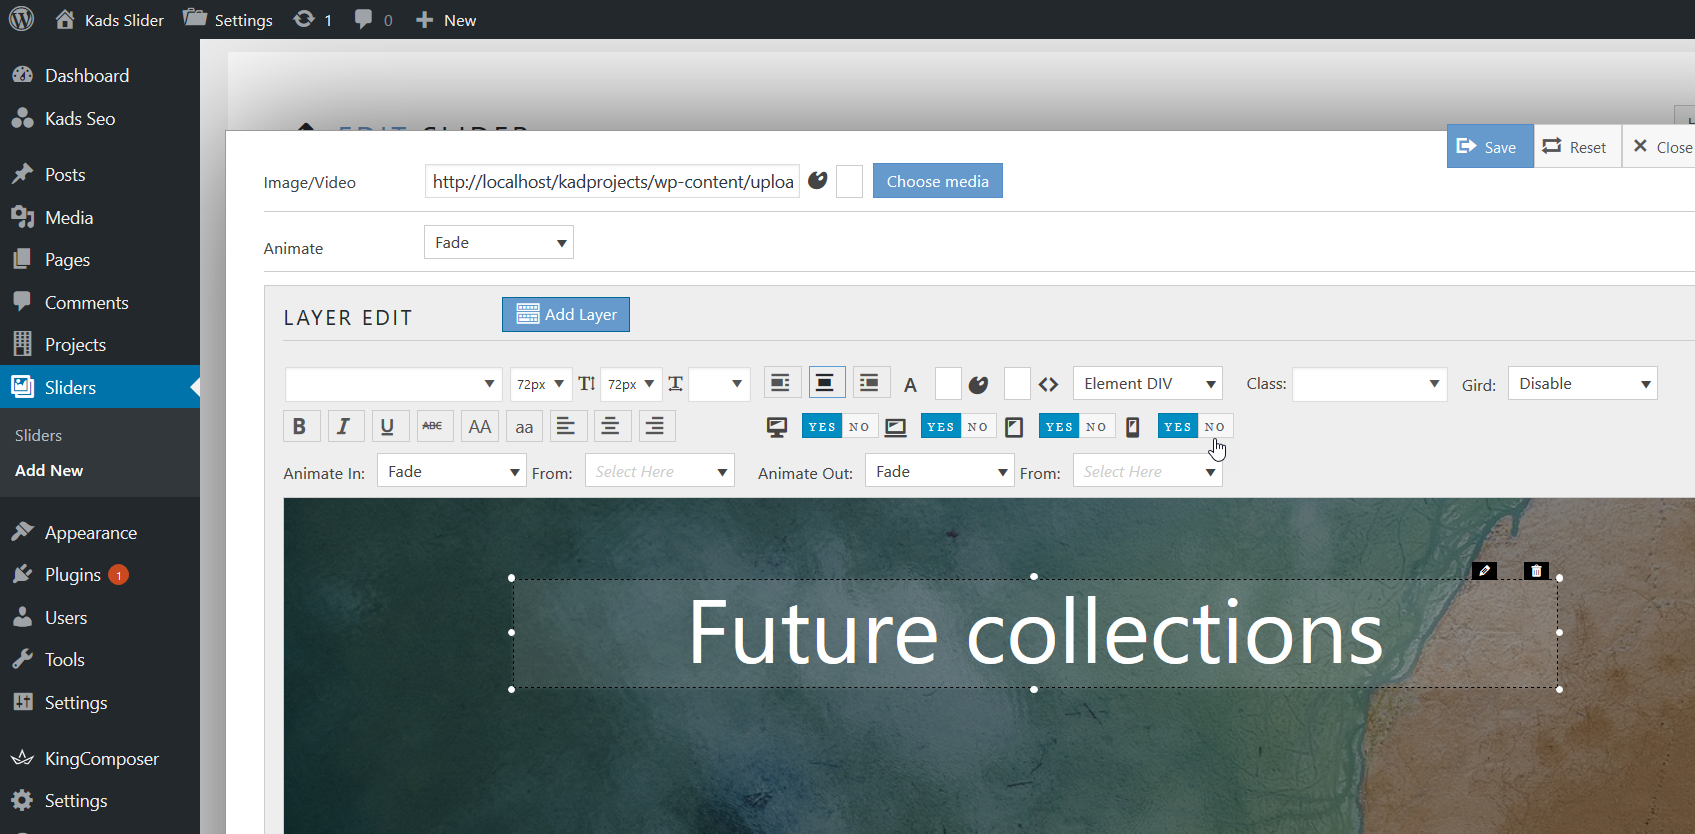 Kads Slider Settings 1 0 New
Dashboard
Kads Seo
Posts
Media
Pages
Comments
Projects
Sliders
Sliders
Add New
Appearance
Plugins 1
Users
Tools
Settings
KingComposer
Settings
EDIT SLIDER
Save Reset Close
Image/Video http://localhost/kadprojects/wp-content/uploa Choose media
Animate Fade
LAYER EDIT Add Layer
72px 72px A Element DIV Class: Gird: Disable
B I U ABC AA aa YES NO YES NO YES NO YES NO
Animate In: Fade From: Select Here Animate Out: Fade From: Select Here
Future collections